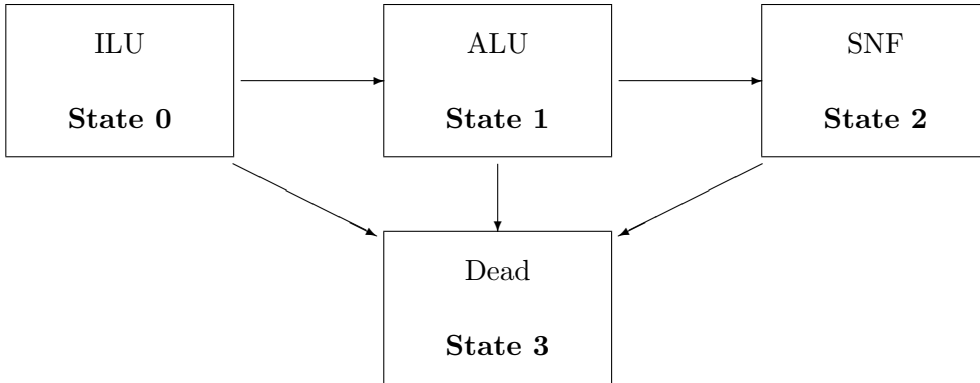 ILU
State 0
ALU
State 1
SNF
State 2
Dead
State 3